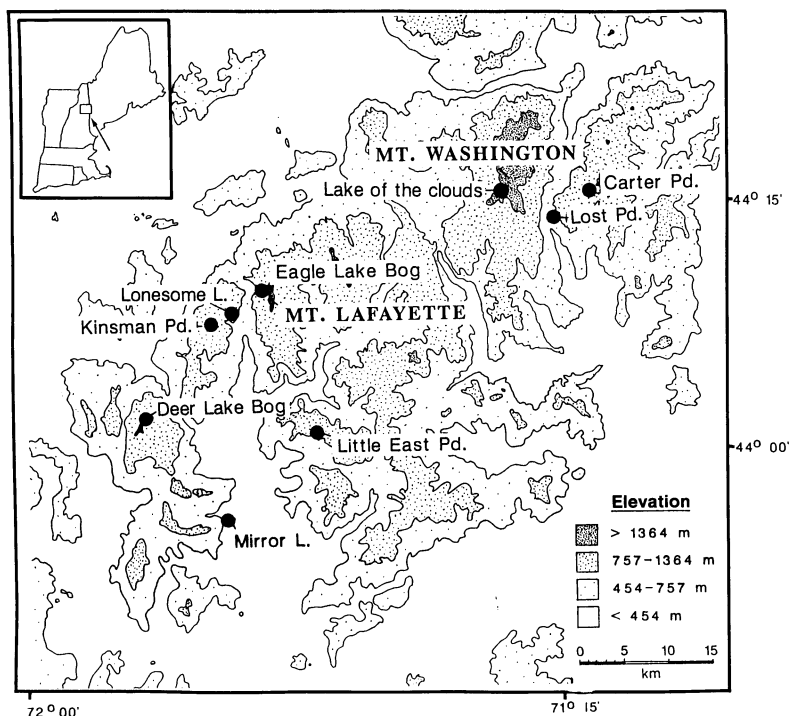 MT. WASHINGTON
Lake of the clouds
Carter Pd.
Lost Pd.
44° 15'
Eagle Lake Bog
Lonesome L.
MT. LAFAYETTE
Kinsman Pd.
Deer Lake Bog
Little East Pd.
44° 00'
Mirror L.
Elevation
> 1364 m
757-1364 m
454-757 m
< 454 m
0 5 10 15
km
72° 00' 71° 15'